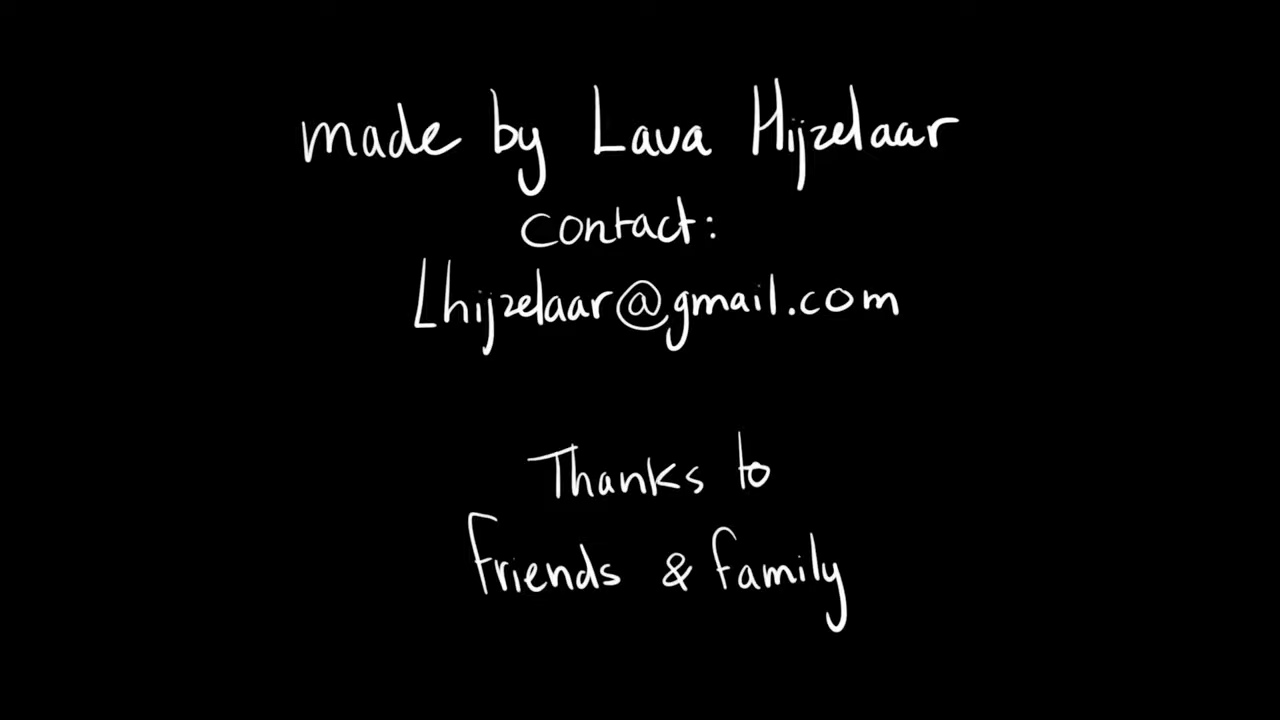 made by Lava Hijzelaar
contact:
Lhijzelaar@gmail.com
Thanks to
friends & family